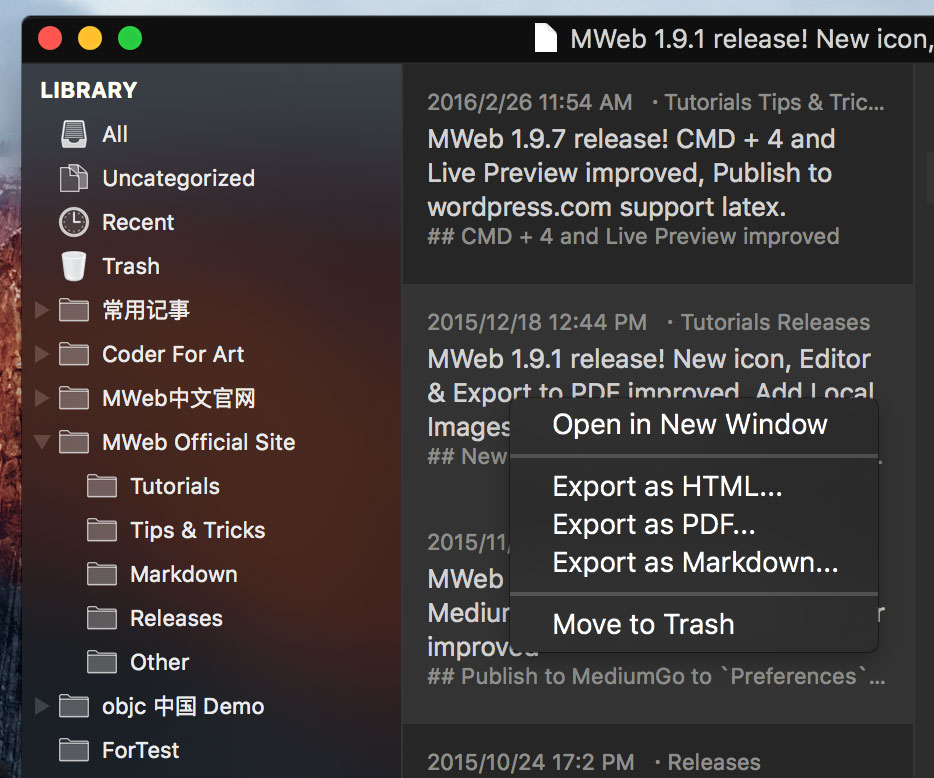 MWeb 1.9.1 release! New icon,
LIBRARY
All
Uncategorized
Recent
Trash
常用记事
Coder For Art
MWeb中文官网
MWeb Official Site
Tutorials
Tips & Tricks
Markdown
Releases
Other
objc 中国 Demo
ForTest
2016/2/26 11:54 AM · Tutorials Tips & Tric...
MWeb 1.9.7 release! CMD + 4 and
Live Preview improved, Publish to
wordpress.com support latex.
## CMD + 4 and Live Preview improved
2015/12/18 12:44 PM · Tutorials Releases
MWeb 1.9.1 release! New icon, Editor
& Export to PDF improved, Add Local
Images
## New
Open in New Window
Export as HTML...
Export as PDF...
Export as Markdown...
Move to Trash
2015/11/
MWeb
improved
## Publish to MediumGo to `Preferences`...
2015/10/24 17:2 PM · Releases